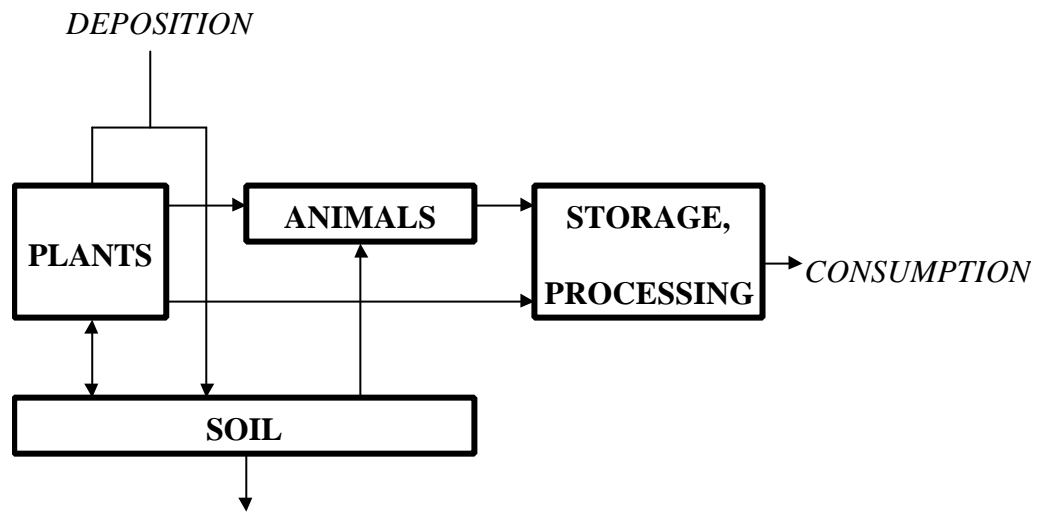 DEPOSITION
ANIMALS
STORAGE,
PLANTS
PROCESSING
CONSUMPTION
SOIL